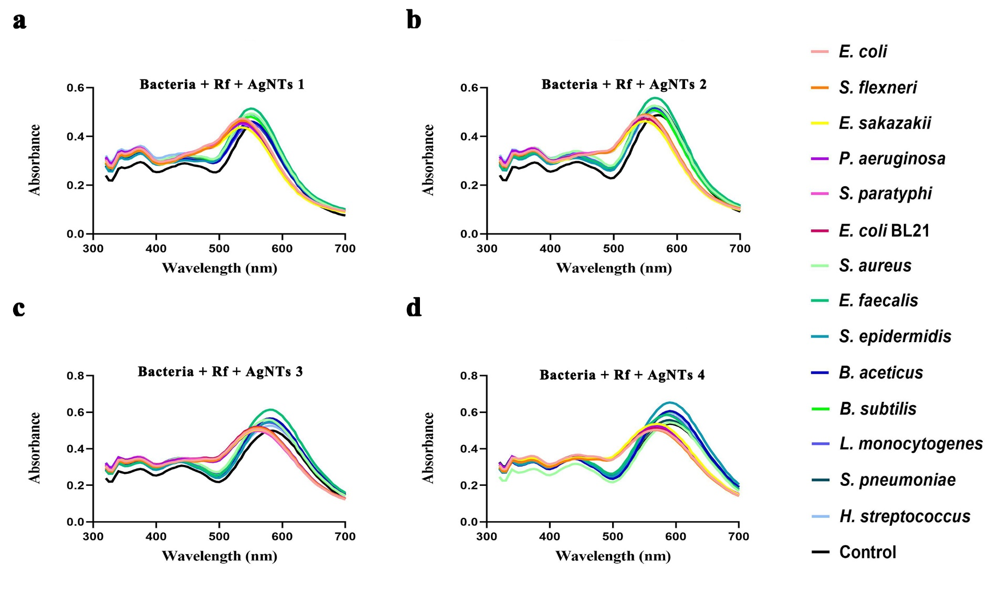 a
Bacteria + Rf + AgNTs 1
Absorbance
0.6
0.4
0.2
0.0
300 400 500 600 700
Wavelength (nm)
b
Bacteria + Rf + AgNTs 2
Absorbance
0.6
0.4
0.2
0.0
300 400 500 600 700
Wavelength (nm)
c
Bacteria + Rf + AgNTs 3
Absorbance
0.8
0.6
0.4
0.2
0.0
300 400 500 600 700
Wavelength (nm)
d
Bacteria + Rf + AgNTs 4
Absorbance
0.8
0.6
0.4
0.2
0.0
300 400 500 600 700
Wavelength (nm)
E. coli
S. flexneri
E. sakazakii
P. aeruginosa
S. paratyphi
E. coli BL21
S. aureus
E. faecalis
S. epidermidis
B. aceticus
B. subtilis
L. monocytogenes
S. pneumoniae
H. streptococcus
Control